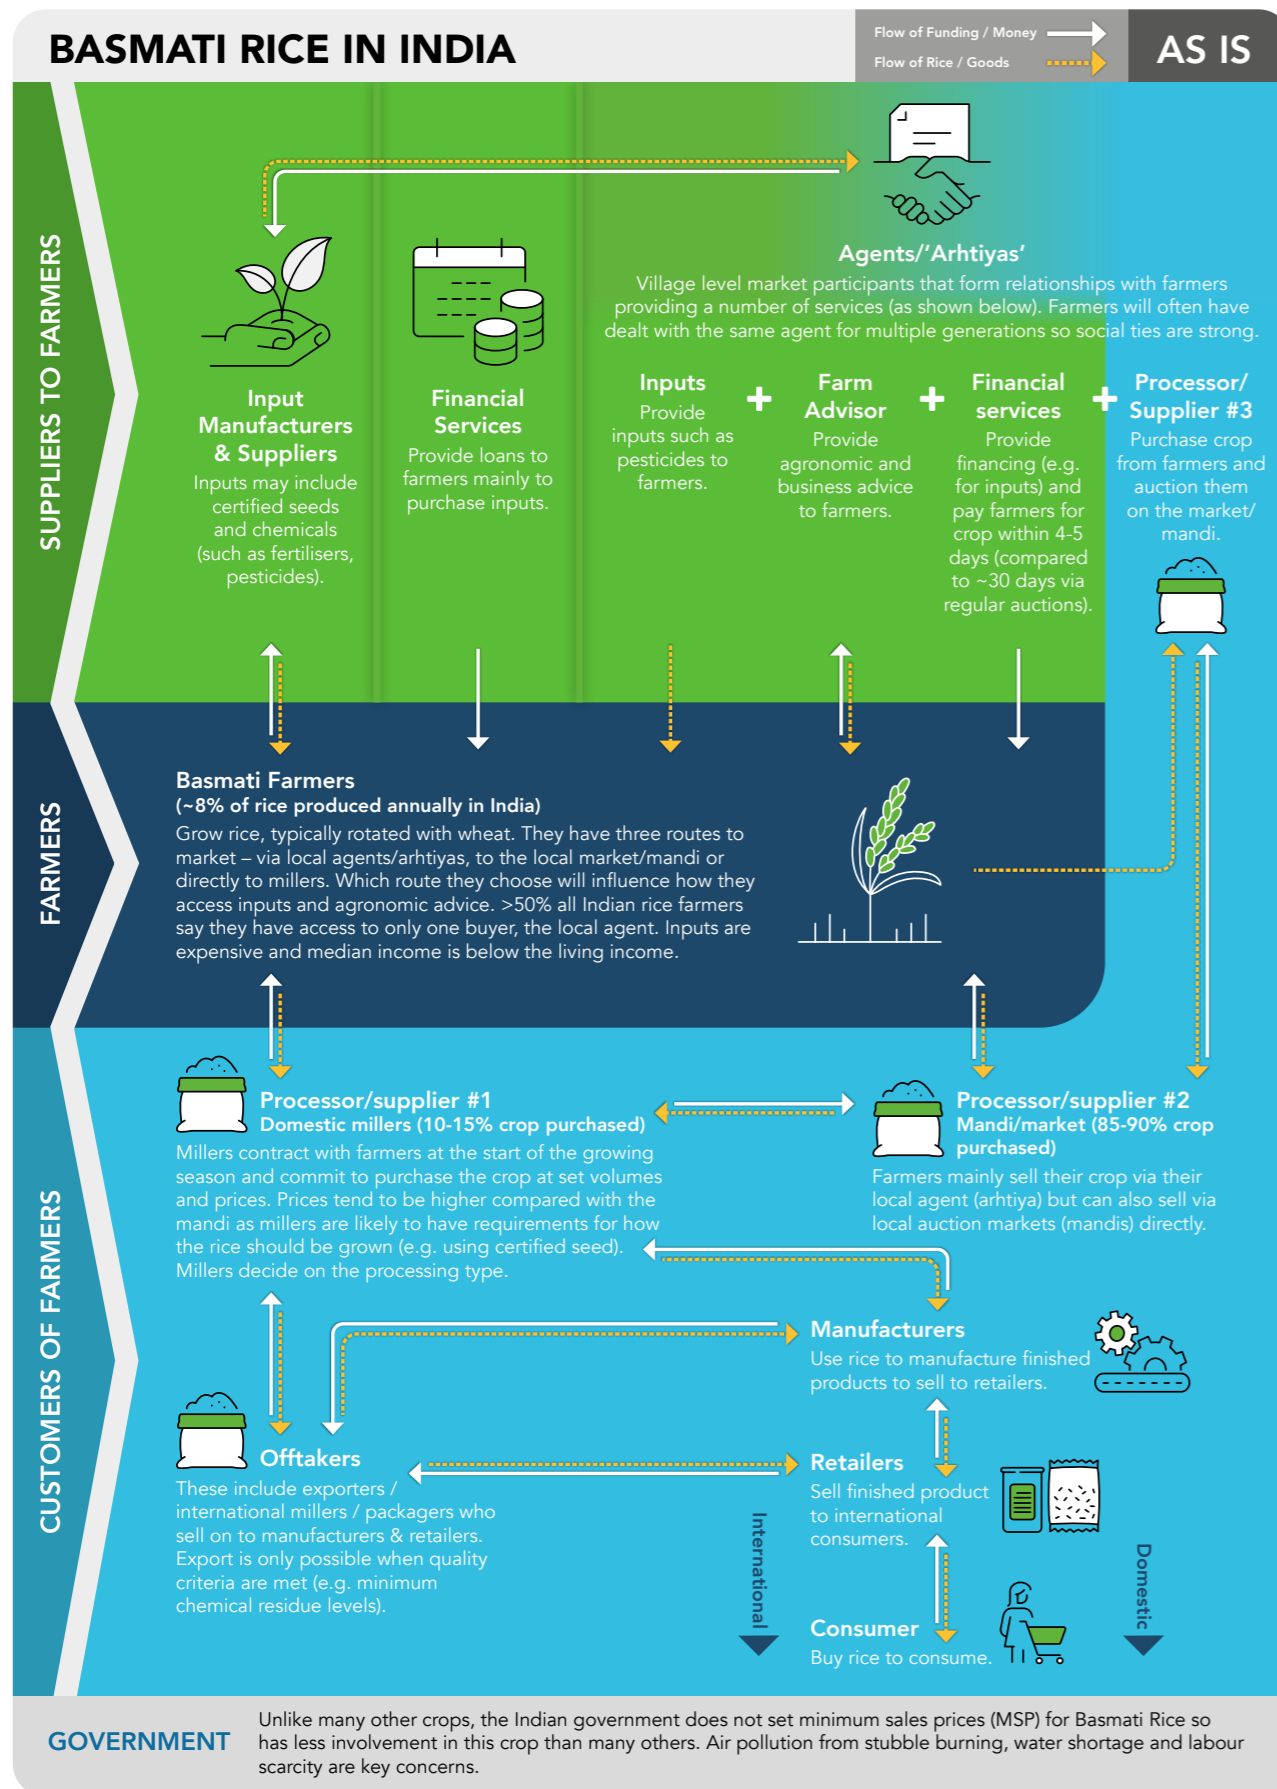 BASMATI RICE IN INDIA
Flow of Funding / Money
Flow of Rice / Goods
AS IS
SUPPLIERS TO FARMERS
Agents/‘Arhtiyas’
Village level market participants that form relationships with farmers
providing a number of services (as shown below). Farmers will often have
dealt with the same agent for multiple generations so social ties are strong.
Input
Manufacturers
& Suppliers
Inputs may include
certified seeds
and chemicals
(such as fertilisers,
pesticides).
Financial
Services
Provide loans to
farmers mainly to
purchase inputs.
Inputs
Provide
inputs such as
pesticides to
farmers.
+
Farm
Advisor
Provide
agronomic and
business advice
to farmers.
+
Financial
services
Provide
financing (e.g.
for inputs) and
pay farmers for
crop within 4-5
days (compared
to ~30 days via
regular auctions).
+
Processor/
Supplier #3
Purchase crop
from farmers and
auction them
on the market/
mandi.
FARMERS
Basmati Farmers
(~8% of rice produced annually in India)
Grow rice, typically rotated with wheat. They have three routes to
market – via local agents/arhtiyas, to the local market/mandi or
directly to millers. Which route they choose will influence how they
access inputs and agronomic advice. >50% all Indian rice farmers
say they have access to only one buyer, the local agent. Inputs are
expensive and median income is below the living income.
CUSTOMERS OF FARMERS
Processor/supplier #1
Domestic millers (10-15% crop purchased)
Millers contract with farmers at the start of the growing
season and commit to purchase the crop at set volumes
and prices. Prices tend to be higher compared with the
mandi as millers are likely to have requirements for how
the rice should be grown (e.g. using certified seed).
Millers decide on the processing type.
Processor/supplier #2
Mandi/market (85-90% crop
purchased)
Farmers mainly sell their crop via their
local agent (arhtiya) but can also sell via
local auction markets (mandis) directly.
Manufacturers
Use rice to manufacture finished
products to sell to retailers.
Offtakers
These include exporters /
international millers / packagers who
sell on to manufacturers & retailers.
Export is only possible when quality
criteria are met (e.g. minimum
chemical residue levels).
Retailers
Sell finished product
to international
consumers.
International
Domestic
Consumer
Buy rice to consume.
GOVERNMENT
Unlike many other crops, the Indian government does not set minimum sales prices (MSP) for Basmati Rice so
has less involvement in this crop than many others. Air pollution from stubble burning, water shortage and labour
scarcity are key concerns.